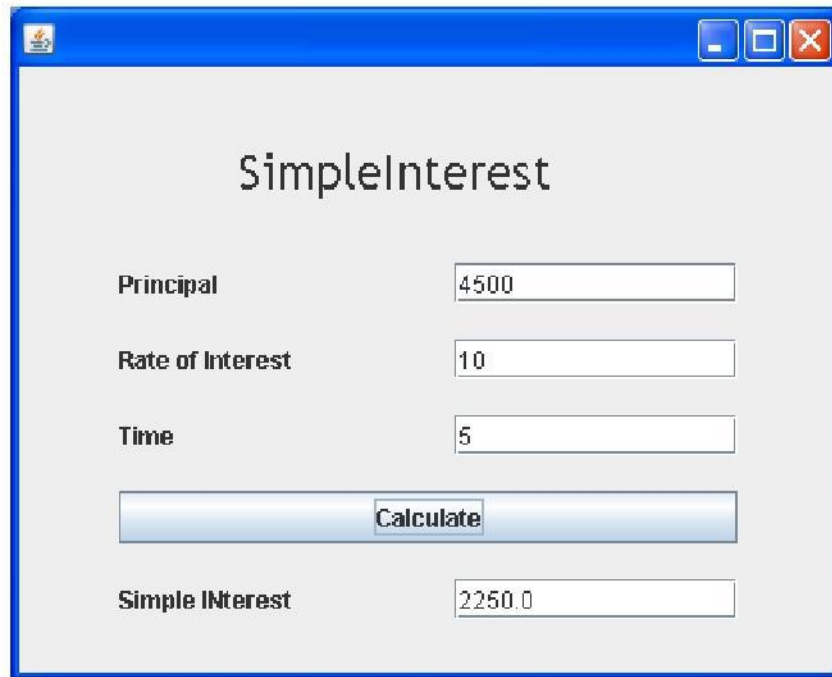 SimpleInterest
Principal 4500
Rate of Interest 10
Time 5
Calculate
Simple INterest 2250.0